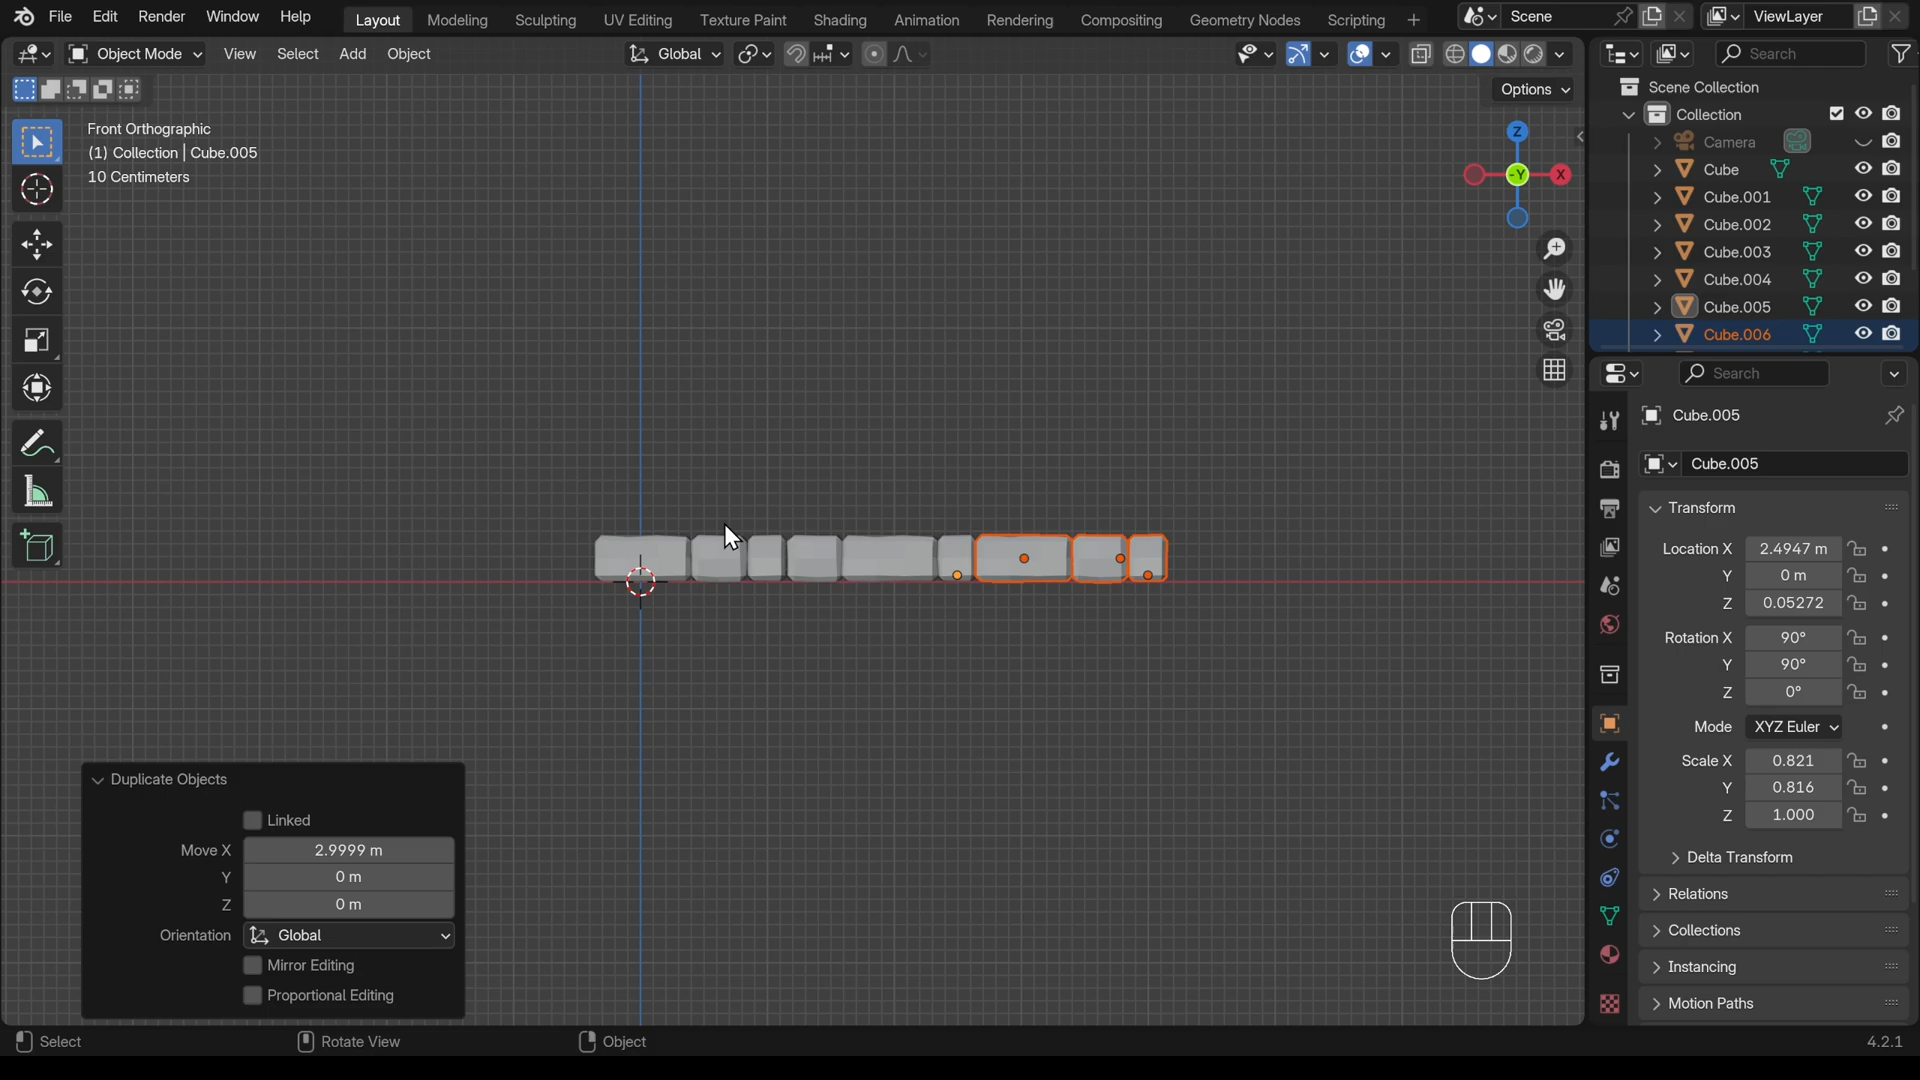 File Edit Render Window Help Layout Modeling Sculpting UV Editing Texture Paint Shading Animation Rendering Compositing Geometry Nodes Scripting + Scene ViewLayer
Object Mode View Select Add Object Global Search
Options
Front Orthographic
(1) Collection | Cube.005
10 Centimeters
Z
-Y
X
Scene Collection
Collection
Camera
Cube
Cube.001
Cube.002
Cube.003
Cube.004
Cube.005
Cube.006
Search
Cube.005
Cube.005
Transform
Location X 2.4947 m
Y 0 m
Z 0.05272
Rotation X 90°
Y 90°
Z 0°
Mode XYZ Euler
Scale X 0.821
Y 0.816
Z 1.000
Delta Transform
Relations
Collections
Instancing
Motion Paths
Duplicate Objects
Linked
Move X 2.9999 m
Y 0 m
Z 0 m
Orientation Global
Mirror Editing
Proportional Editing
Select Rotate View Object 4.2.1